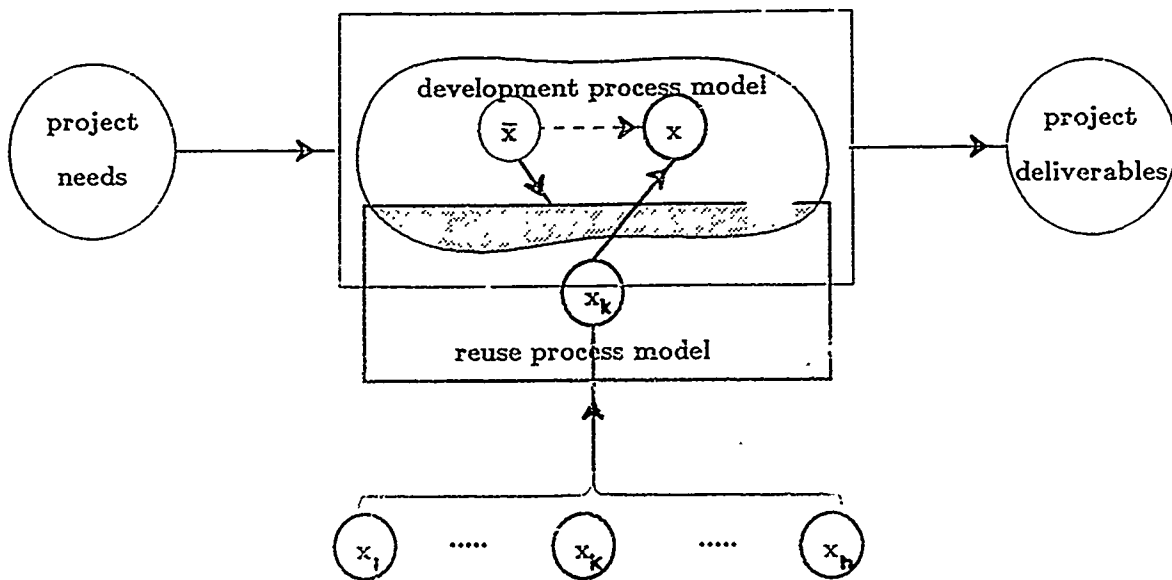 development process model
project
needs
x̄
x
project
deliverables
x_k
reuse process model
x_1 ..... x_k ..... x_n